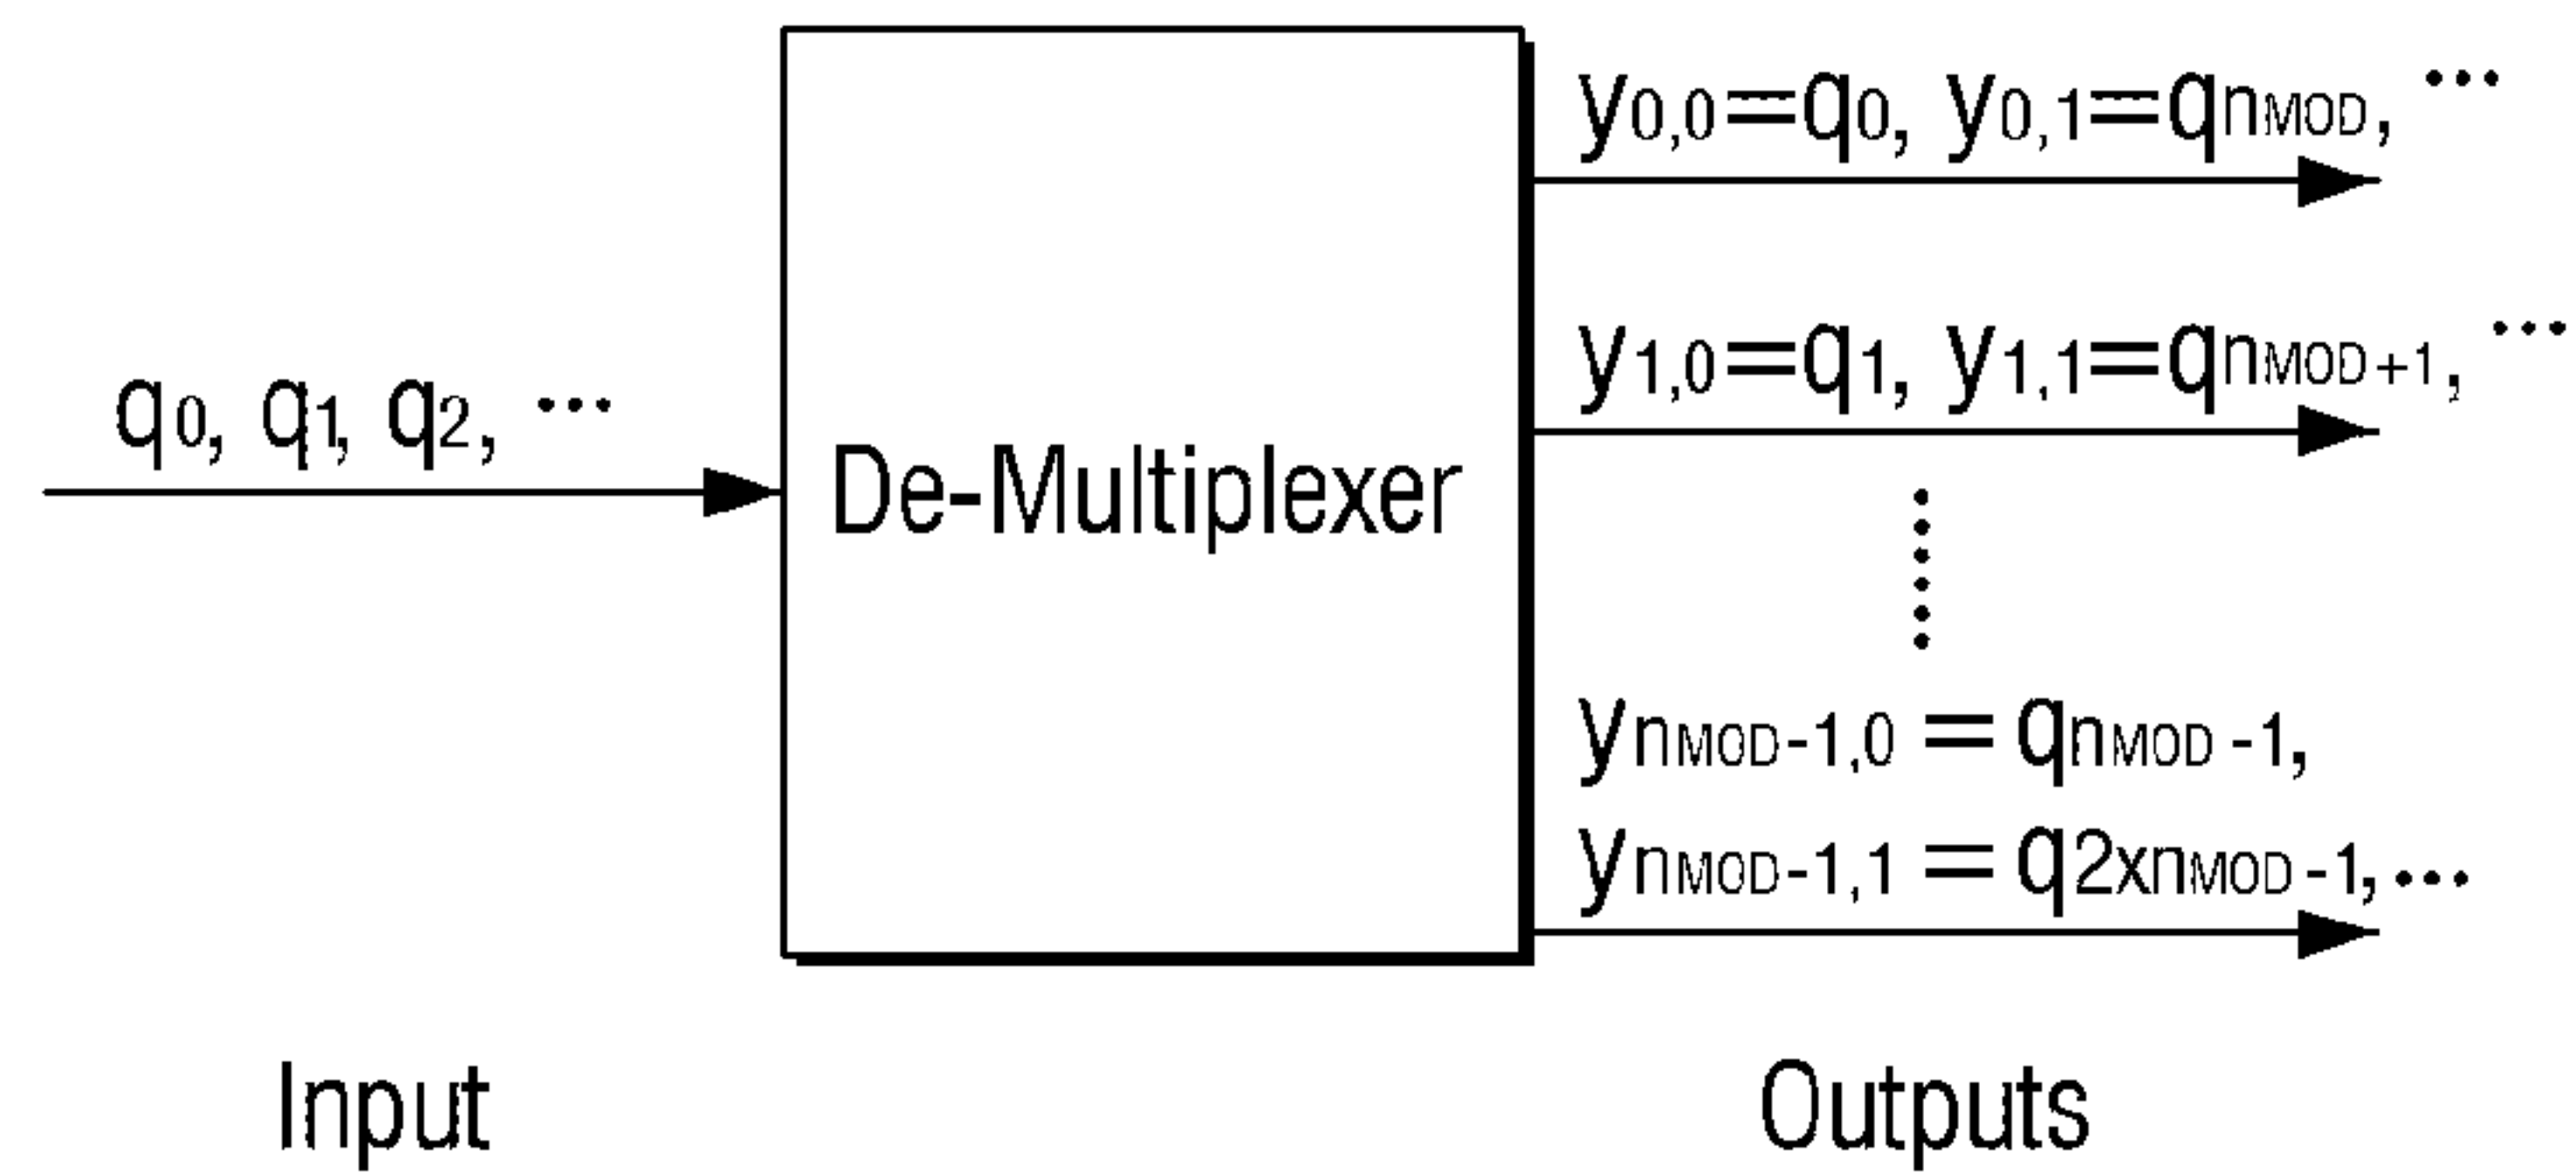 y0,0=q0, y0,1=qnMOD, ...
y1,0=q1, y1,1=qnMOD+1, ...
q0, q1, q2, ...
De-Multiplexer
ynMOD-1,0 = qnMOD-1,
ynMOD-1,1 = q2xnMOD-1, ...
Input
Outputs